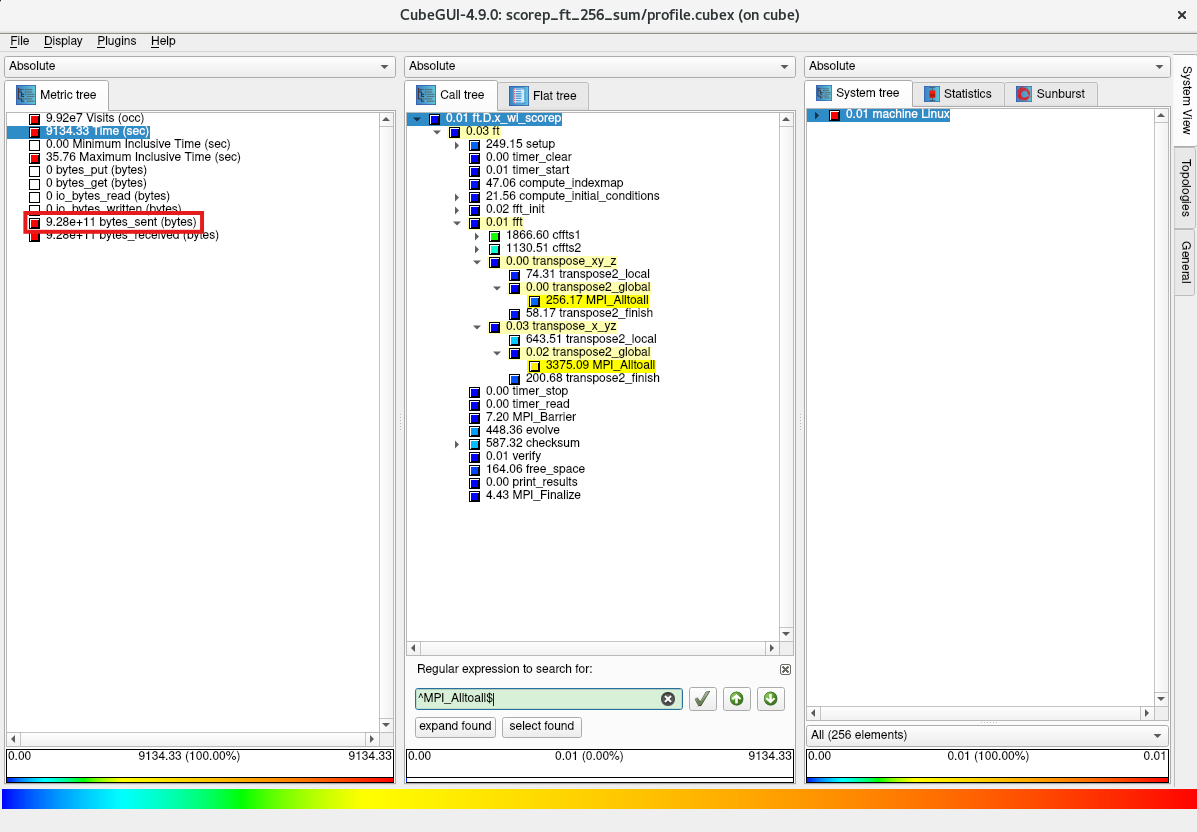 CubeGUI-4.9.0: scorep_ft_256_sum/profile.cubex (on cube)
File Display Plugins Help
Absolute
Metric tree
9.92e7 Visits (occ)
9134.33 Time (sec)
0.00 Minimum Inclusive Time (sec)
35.76 Maximum Inclusive Time (sec)
0 bytes_put (bytes)
0 bytes_get (bytes)
0 io_bytes_read (bytes)
0 io_bytes_written (bytes)
9.28e+11 bytes_sent (bytes)
9.28e+11 bytes_received (bytes)
0.00 9134.33 (100.00%) 9134.33
Absolute
Call tree Flat tree
0.01 ft.D.x_wl_scorep
0.03 ft
249.15 setup
0.00 timer_clear
0.01 timer_start
47.06 compute_indexmap
21.56 compute_initial_conditions
0.02 fft_init
0.01 fft
1866.60 cffts1
1130.51 cffts2
0.00 transpose_xy_z
74.31 transpose2_local
0.00 transpose2_global
256.17 MPI_Alltoall
58.17 transpose2_finish
0.03 transpose_x_yz
643.51 transpose2_local
0.02 transpose2_global
3375.09 MPI_Alltoall
200.68 transpose2_finish
0.00 timer_stop
0.00 timer_read
7.20 MPI_Barrier
448.36 evolve
587.32 checksum
0.01 verify
164.06 free_space
0.00 print_results
4.43 MPI_Finalize
Regular expression to search for:
^MPI_Alltoall$
expand found select found
0.00 0.01 (0.00%) 9134.33
Absolute
System tree Statistics Sunburst
0.01 machine Linux
All (256 elements)
0.00 0.01 (100.00%) 0.01
System View
Topologies
General